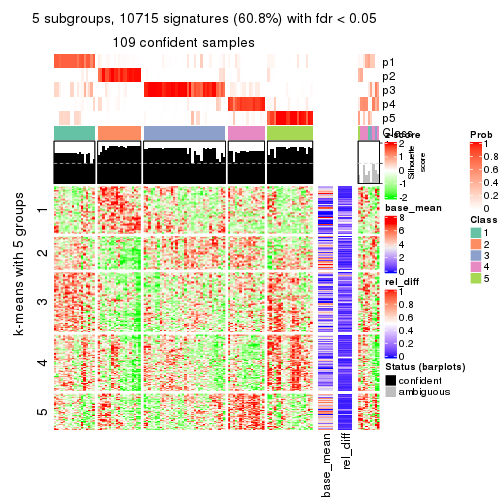 5 subgroups, 10715 signatures (60.8%) with fdr < 0.05
109 confident samples
p1
p2
p3
p4
p5
Class
Silhouette score
k-means with 5 groups
1
2
3
4
5
base_mean
rel_diff
z-score
2
1
0
-1
-2
base_mean
8
6
4
2
0
rel_diff
1
0.8
0.6
0.4
0.2
0
Status (barplots)
confident
ambiguous
Prob
1
0.8
0.6
0.4
0.2
0
Class
1
2
3
4
5